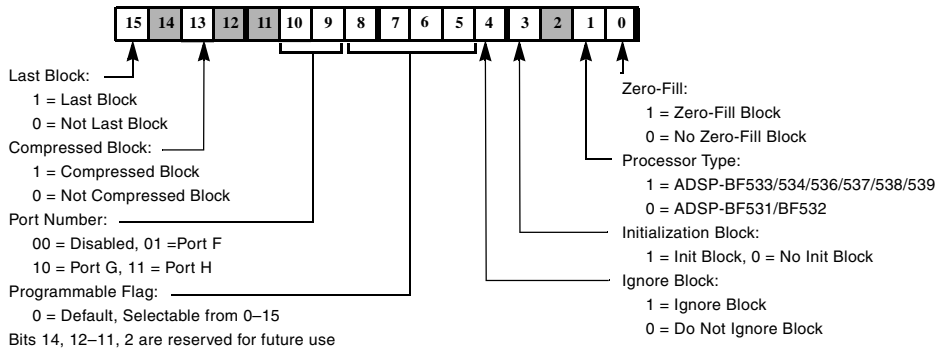 15 14 13 12 11 10 9 8 7 6 5 4 3 2 1 0
Last Block:
1 = Last Block
0 = Not Last Block
Compressed Block:
1 = Compressed Block
0 = Not Compressed Block
Port Number:
00 = Disabled, 01 =Port F
10 = Port G, 11 = Port H
Programmable Flag:
0 = Default, Selectable from 0–15
Bits 14, 12–11, 2 are reserved for future use
Zero-Fill:
1 = Zero-Fill Block
0 = No Zero-Fill Block
Processor Type:
1 = ADSP-BF533/534/536/537/538/539
0 = ADSP-BF531/BF532
Initialization Block:
1 = Init Block, 0 = No Init Block
Ignore Block:
1 = Ignore Block
0 = Do Not Ignore Block